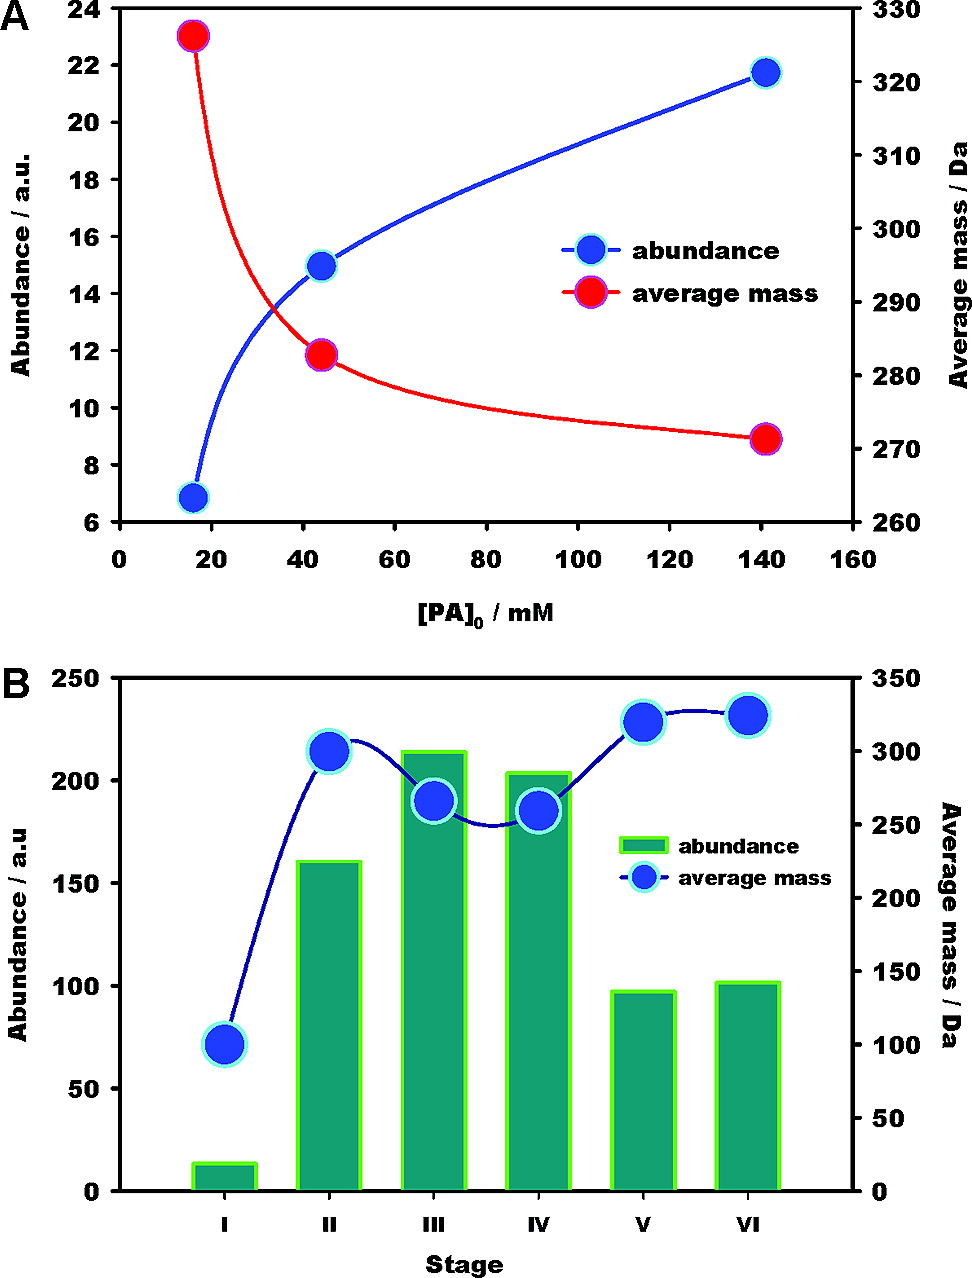 A
24
22
20
18
16
14
12
10
8
6
Abundance / a.u.
330
320
310
300
290
280
270
260
Average mass / Da
abundance
average mass
0 20 40 60 80 100 120 140 160
[PA]0 / mM
B
250
200
150
100
50
0
Abundance / a.u
350
300
250
200
150
100
50
0
Average mass / Da
abundance
average mass
I II III IV V VI
Stage